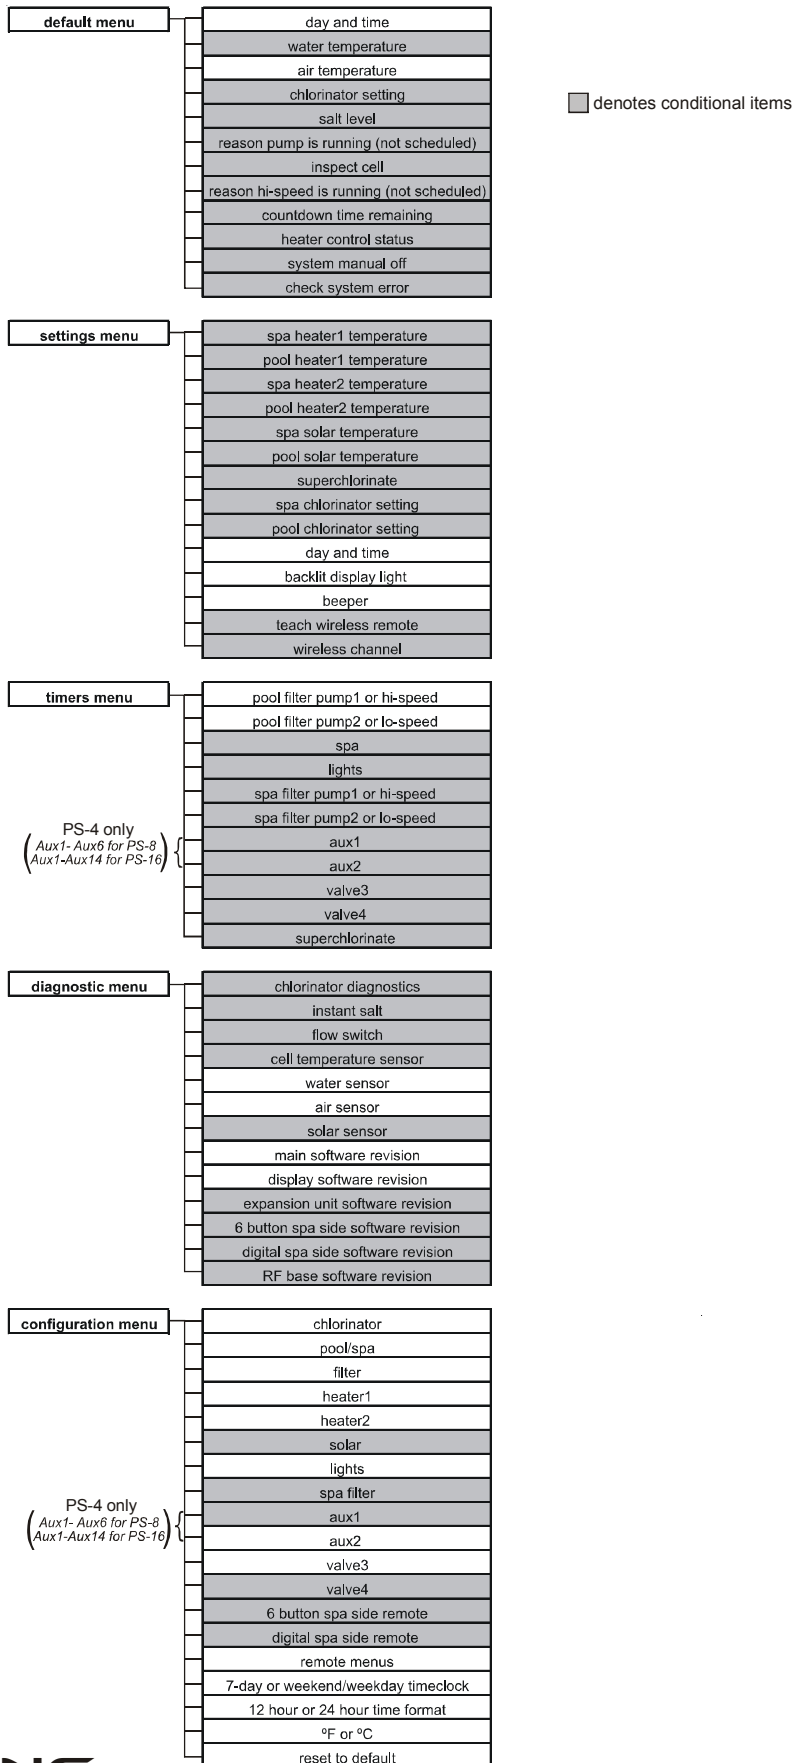 default menu
day and time
water temperature
air temperature
chlorinator setting
salt level
reason pump is running (not scheduled)
inspect cell
reason hi-speed is running (not scheduled)
countdown time remaining
heater control status
system manual off
check system error
denotes conditional items
settings menu
spa heater1 temperature
pool heater1 temperature
spa heater2 temperature
pool heater2 temperature
spa solar temperature
pool solar temperature
superchlorinate
spa chlorinator setting
pool chlorinator setting
day and time
backlit display light
beeper
teach wireless remote
wireless channel
timers menu
pool filter pump1 or hi-speed
pool filter pump2 or lo-speed
spa
lights
spa filter pump1 or hi-speed
spa filter pump2 or lo-speed
PS-4 only
(Aux1- Aux6 for PS-8
Aux1-Aux14 for PS-16)
aux1
aux2
valve3
valve4
superchlorinate
diagnostic menu
chlorinator diagnostics
instant salt
flow switch
cell temperature sensor
water sensor
air sensor
solar sensor
main software revision
display software revision
expansion unit software revision
6 button spa side software revision
digital spa side software revision
RF base software revision
configuration menu
chlorinator
pool/spa
filter
heater1
heater2
solar
lights
spa filter
PS-4 only
(Aux1- Aux6 for PS-8
Aux1-Aux14 for PS-16)
aux1
aux2
valve3
valve4
6 button spa side remote
digital spa side remote
remote menus
7-day or weekend/weekday timeclock
12 hour or 24 hour time format
ºF or ºC
reset to default